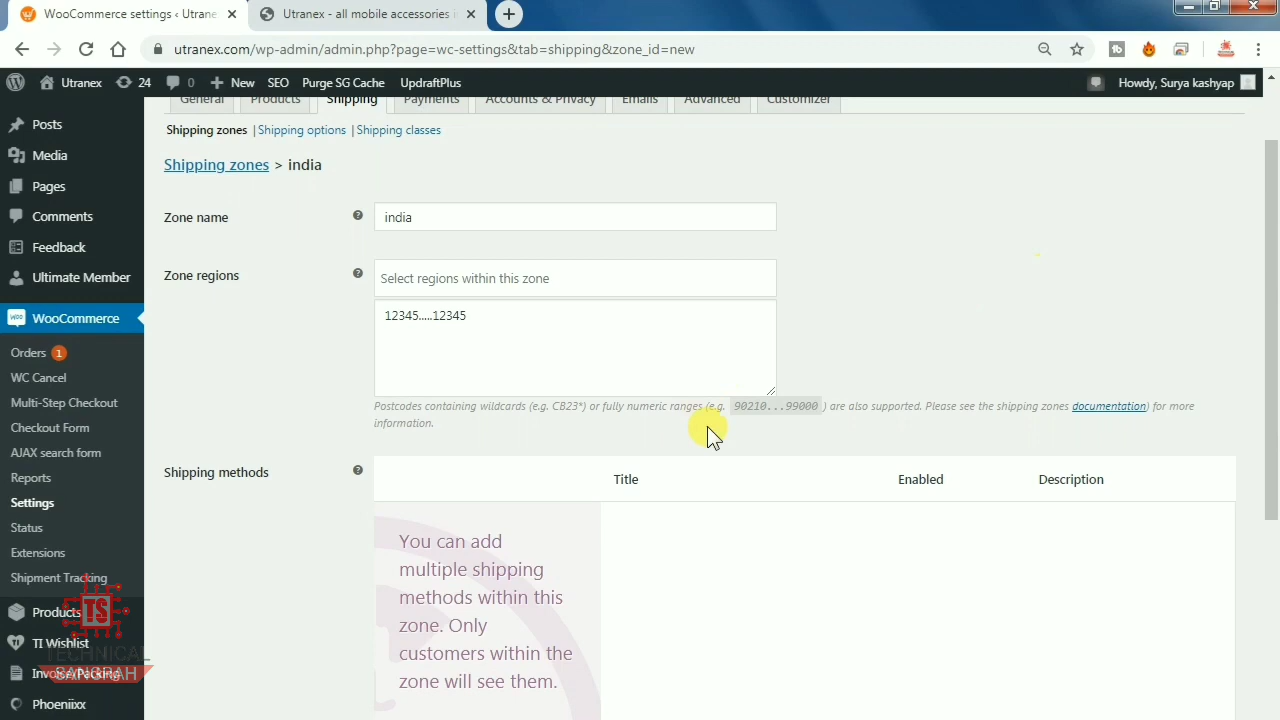 WooCommerce settings ‹ Utrane
Utranex - all mobile accessories i
utranex.com/wp-admin/admin.php?page=wc-settings&tab=shipping&zone_id=new
Utranex 24 0 New SEO Purge SG Cache UpdraftPlus Howdy, Surya kashyap
General Products Shipping Payments Accounts & Privacy Emails Advanced Customizer
Shipping zones | Shipping options | Shipping classes
Shipping zones > india
Zone name
india
Zone regions
Select regions within this zone
12345.....12345
Postcodes containing wildcards (e.g. CB23*) or fully numeric ranges (e.g. 90210...99000 ) are also supported. Please see the shipping zones documentation) for more
information.
Shipping methods
Title Enabled Description
You can add
multiple shipping
methods within this
zone. Only
customers within the
zone will see them.
Posts
Media
Pages
Comments
Feedback
Ultimate Member
WooCommerce
Orders 1
WC Cancel
Multi-Step Checkout
Checkout Form
AJAX search form
Reports
Settings
Status
Extensions
Shipment Tracking
Products
TI Wishlist
Invoice/Packing
Phoeniixx
TS
TECHNICAL
SANGRAH